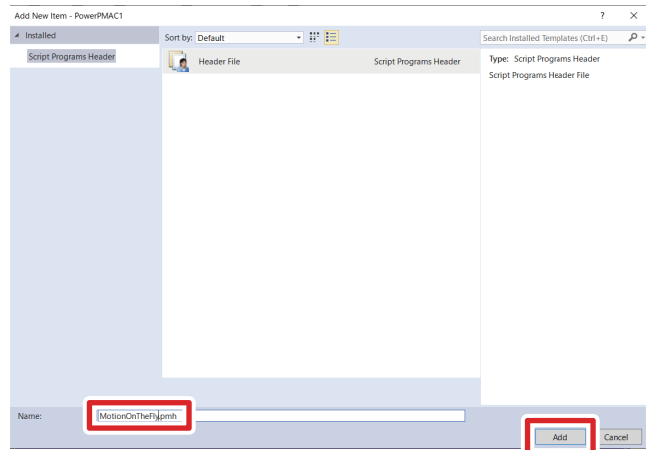 Add New Item - PowerPMAC1 ? ×
Installed
Script Programs Header
Sort by: Default
Header File Script Programs Header
Search Installed Templates (Ctrl+E)
Type: Script Programs Header
Script Programs Header File
Name: MotionOnTheFly.pmh
Add Cancel